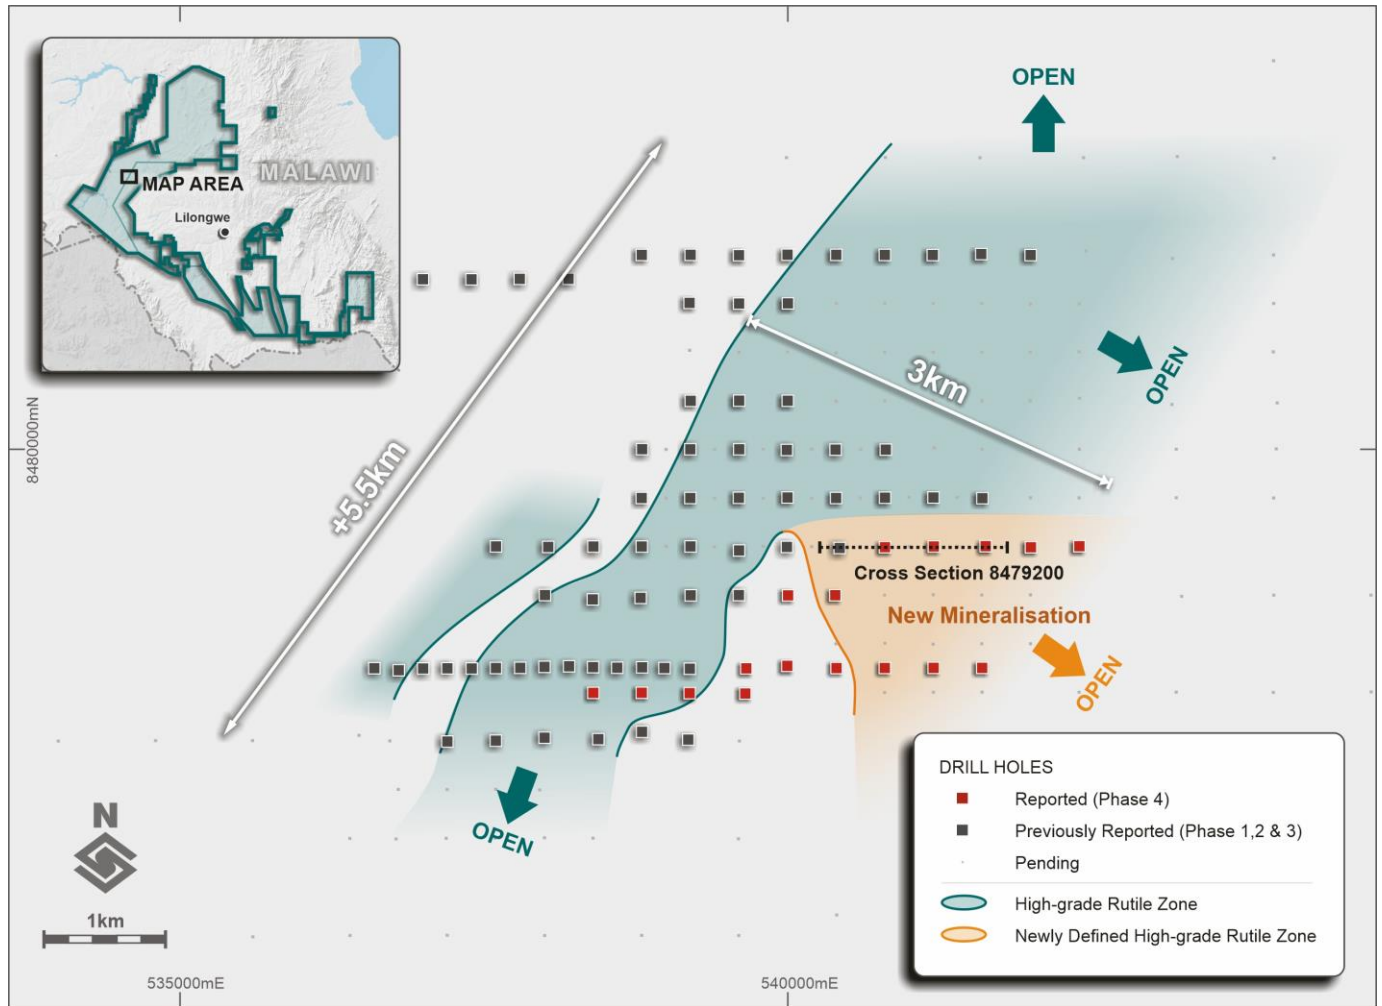 MALAWI
MAP AREA
Lilongwe
OPEN
+5.5km
3km
OPEN
8480000mN
Cross Section 8479200
New Mineralisation
OPEN
OPEN
N
1km
535000mE
540000mE
DRILL HOLES
Reported (Phase 4)
Previously Reported (Phase 1,2 & 3)
Pending
High-grade Rutile Zone
Newly Defined High-grade Rutile Zone